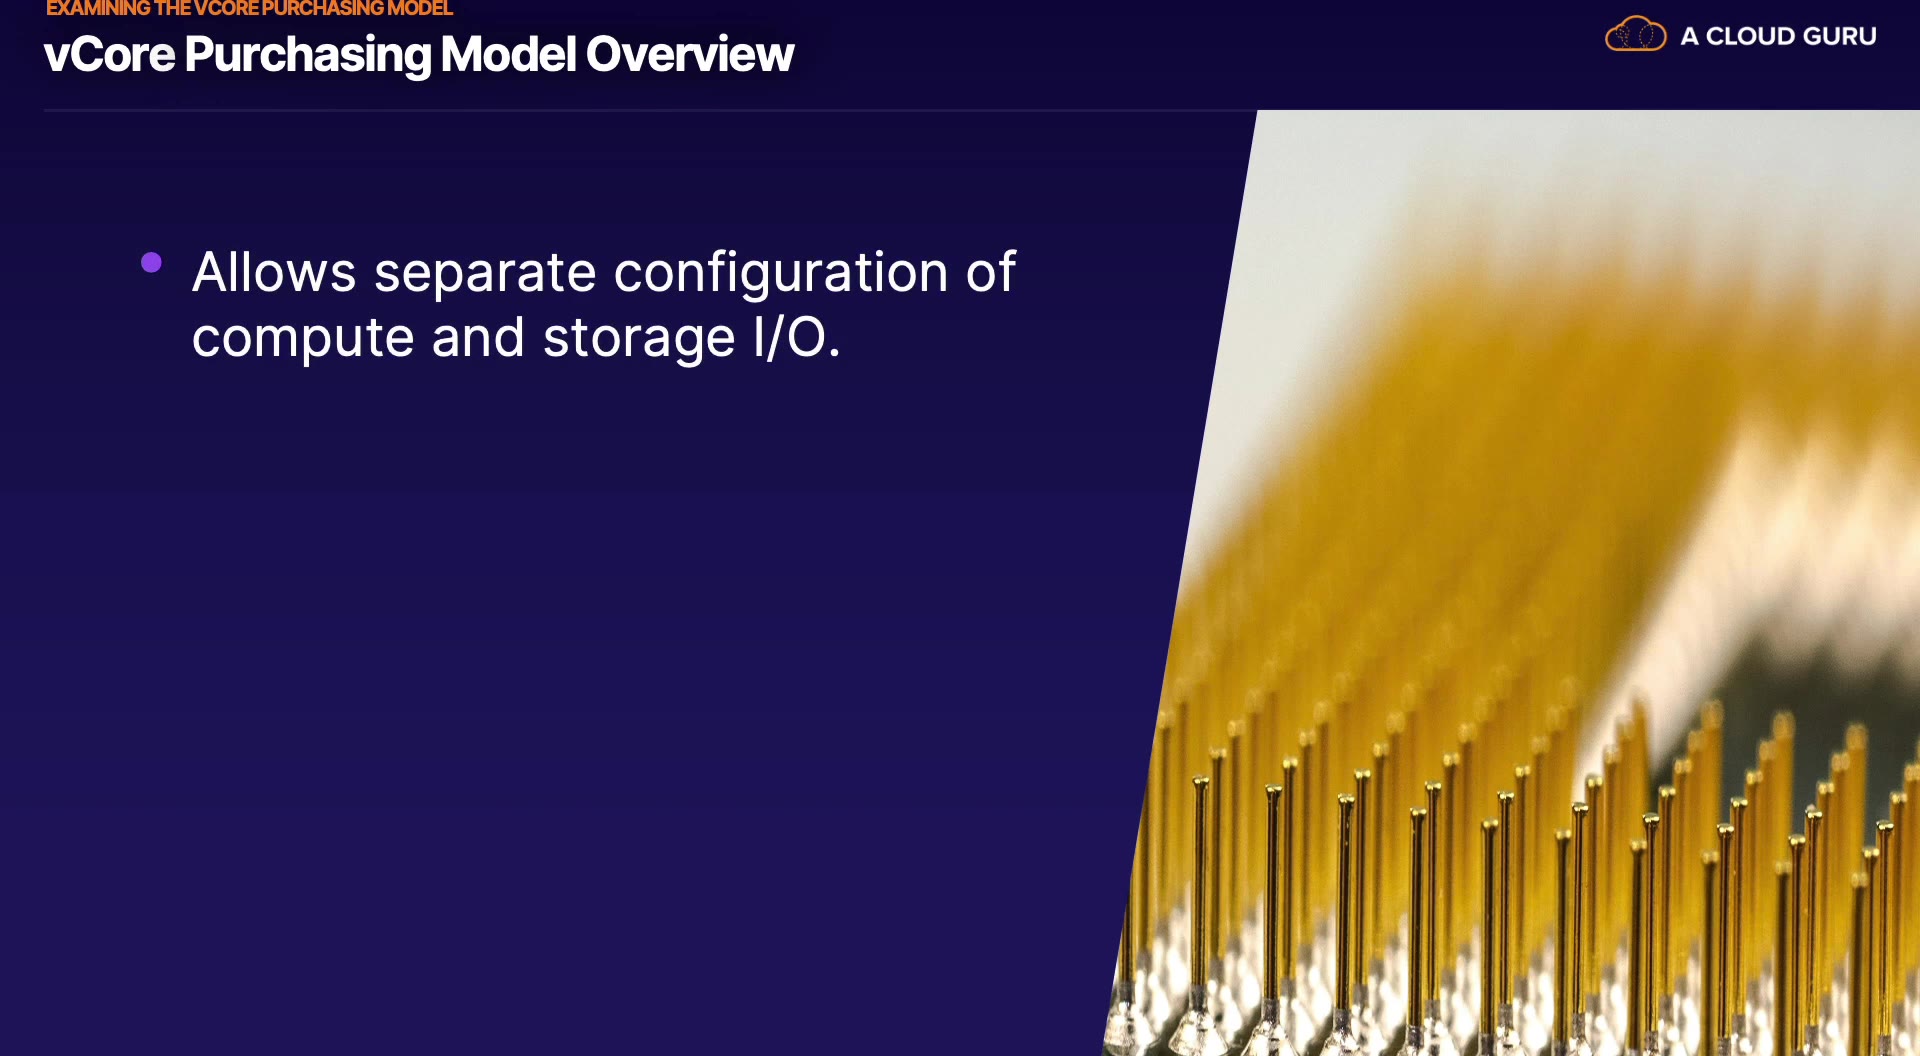 EXAMINING THE VCORE PURCHASING MODEL
vCore Purchasing Model Overview
A CLOUD GURU
Allows separate configuration of
compute and storage I/O.